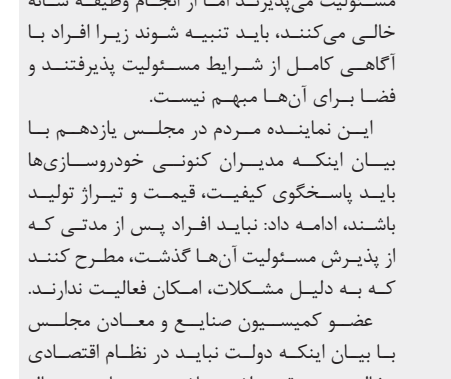 مسئولیت می‌پذیرند اما از انجام وظیفه شانه
خالی می‌کنند، باید تنبیه شوند زیرا افراد با
آگاهی کامل از شرایط مسئولیت پذیرفتند و
فضا برای آن‌ها مبهم نیست.
این نماینده مردم در مجلس یازدهم با
بیان اینکه مدیران کنونی خودروسازی‌ها
باید پاسخگوی کیفیت، قیمت و تیراژ تولید
باشند، ادامه داد: نباید افراد پس از مدتی که
از پذیرش مسئولیت آن‌ها گذشت، مطرح کنند
که به دلیل مشکلات، امکان فعالیت ندارند.
عضو کمیسیون صنایع و معادن مجلس
با بیان اینکه دولت نباید در نظام اقتصادی